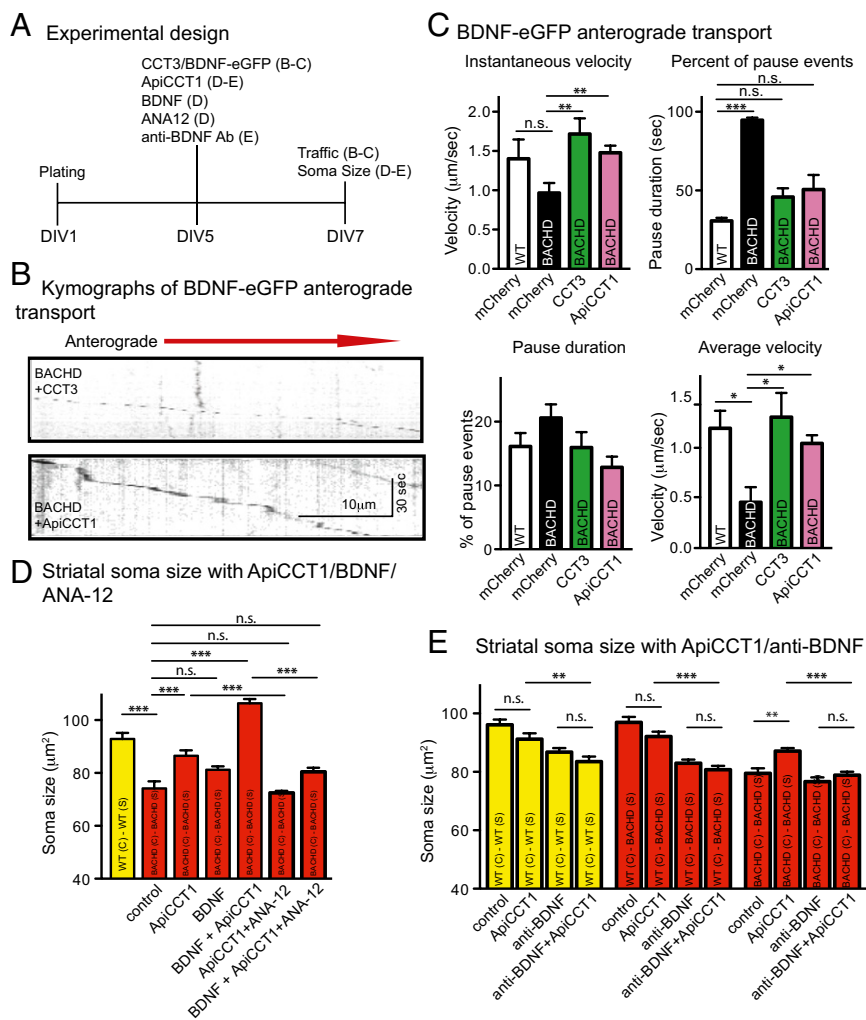 A Experimental design
CCT3/BDNF-eGFP (B-C)
ApiCCT1 (D-E)
BDNF (D)
ANA12 (D)
anti-BDNF Ab (E)
Traffic (B-C)
Soma Size (D-E)
Plating
DIV1 DIV5 DIV7
B Kymographs of BDNF-eGFP anterograde
transport
Anterograde
BACHD
+CCT3
BACHD
+ApiCCT1
10μm
30 sec
C BDNF-eGFP anterograde transport
Instantaneous velocity
n.s. ** **
Velocity (μm/sec)
2.0
1.5
1.0
0.5
0.0
WT BACHD BACHD BACHD
mCherry mCherry CCT3 ApiCCT1
Percent of pause events
n.s.
n.s.
***
Pause duration (sec)
100
50
0
WT BACHD BACHD BACHD
mCherry mCherry CCT3 ApiCCT1
Pause duration
% of pause events
20
10
0
WT BACHD BACHD BACHD
mCherry mCherry CCT3 ApiCCT1
Average velocity
* * *
Velocity (μm/sec)
1.5
1.0
0.5
0.0
WT BACHD BACHD BACHD
mCherry mCherry CCT3 ApiCCT1
D Striatal soma size with ApiCCT1/BDNF/
ANA-12
n.s.
n.s.
***
n.s. ***
*** *** ***
Soma size (μm²)
100
80
60
40
WT (C) - WT (S)
BACHD (C) - BACHD (S)
BACHD (C) - BACHD (S)
BACHD (C) - BACHD (S)
BACHD (C) - BACHD (S)
BACHD (C) - BACHD (S)
BACHD (C) - BACHD (S)
control
ApiCCT1
BDNF
BDNF + ApiCCT1
ApiCCT1+ANA-12
BDNF + ApiCCT1+ANA-12
E Striatal soma size with ApiCCT1/anti-BDNF
** *** ***
n.s. n.s. n.s. n.s. ** n.s.
Soma size (μm²)
100
80
60
40
WT (C) - WT (S)
WT (C) - WT (S)
WT (C) - WT (S)
WT (C) - WT (S)
WT (C) - BACHD (S)
WT (C) - BACHD (S)
WT (C) - BACHD (S)
WT (C) - BACHD (S)
BACHD (C) - BACHD (S)
BACHD (C) - BACHD (S)
BACHD (C) - BACHD (S)
BACHD (C) - BACHD (S)
control
ApiCCT1
anti-BDNF
anti-BDNF+ApiCCT1
control
ApiCCT1
anti-BDNF
anti-BDNF+ApiCCT1
control
ApiCCT1
anti-BDNF
anti-BDNF+ApiCCT1